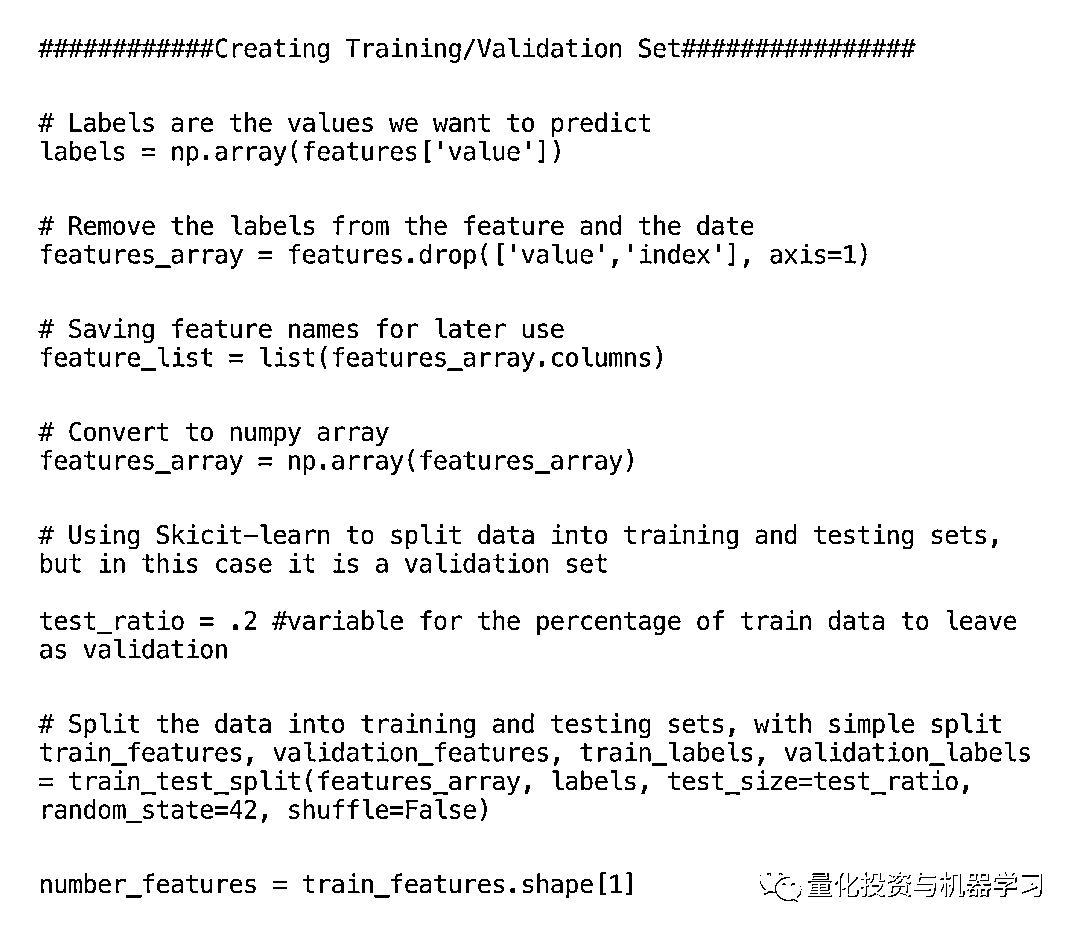 ############Creating Training/Validation Set################
# Labels are the values we want to predict
labels = np.array(features['value'])
# Remove the labels from the feature and the date
features_array = features.drop(['value','index'], axis=1)
# Saving feature names for later use
feature_list = list(features_array.columns)
# Convert to numpy array
features_array = np.array(features_array)
# Using Skicit-learn to split data into training and testing sets,
but in this case it is a validation set
test_ratio = .2 #variable for the percentage of train data to leave
as validation
# Split the data into training and testing sets, with simple split
train_features, validation_features, train_labels, validation_labels
= train_test_split(features_array, labels, test_size=test_ratio,
random_state=42, shuffle=False)
number_features = train_features.shape[1]
量化投资与机器学习